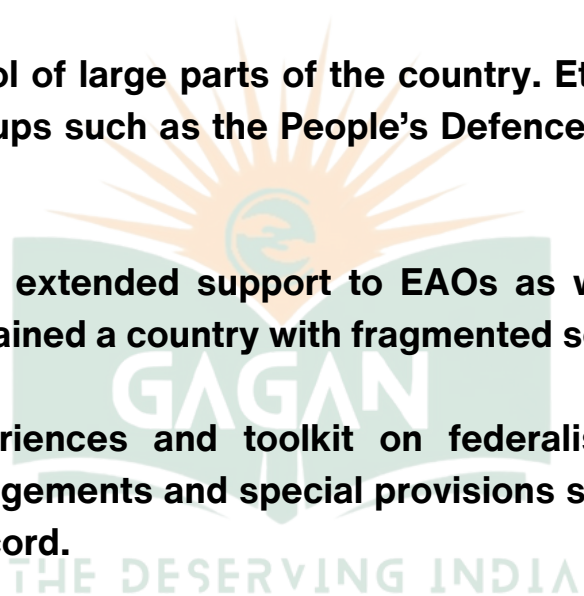 ol of large parts of the country. Et
ups such as the People's Defence
extended support to EAOs as w
ained a country with fragmented s
GAGAN
riences and toolkit on federalis
gements and special provisions s
cord.
THE DESERVING INDIA